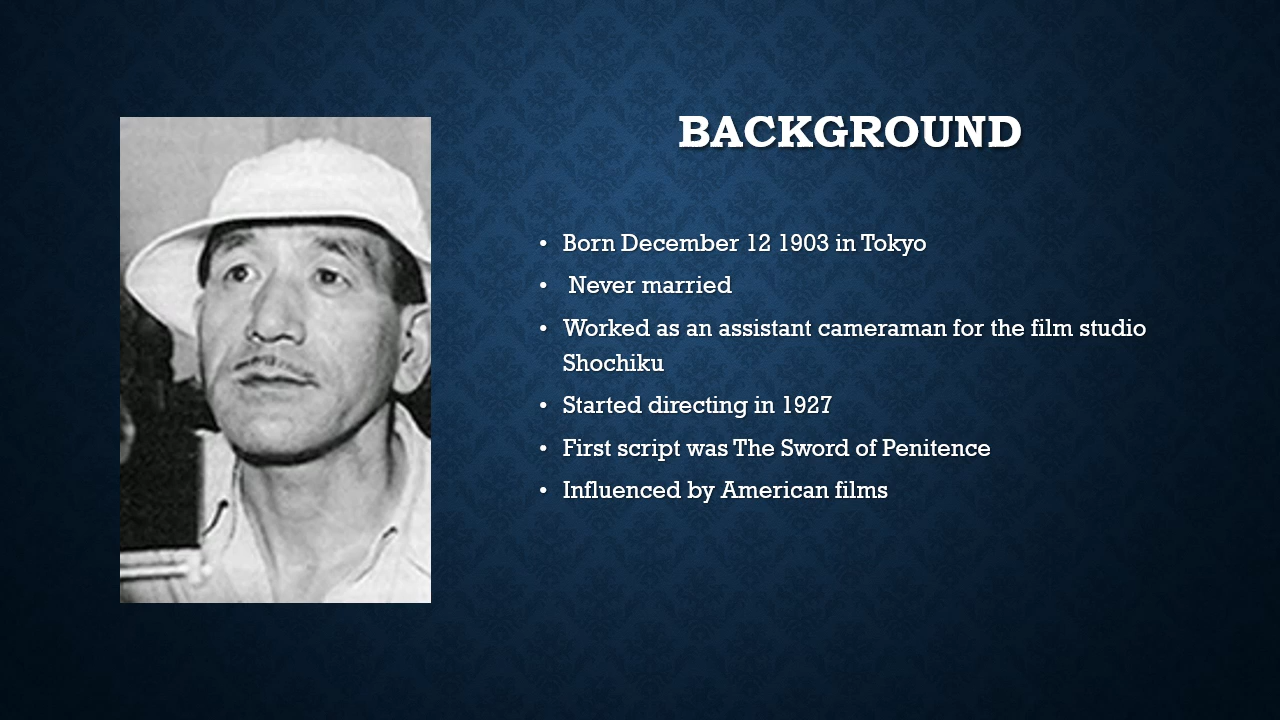 BACKGROUND
• Born December 12 1903 in Tokyo
• Never married
• Worked as an assistant cameraman for the film studio
Shochiku
• Started directing in 1927
• First script was The Sword of Penitence
• Influenced by American films